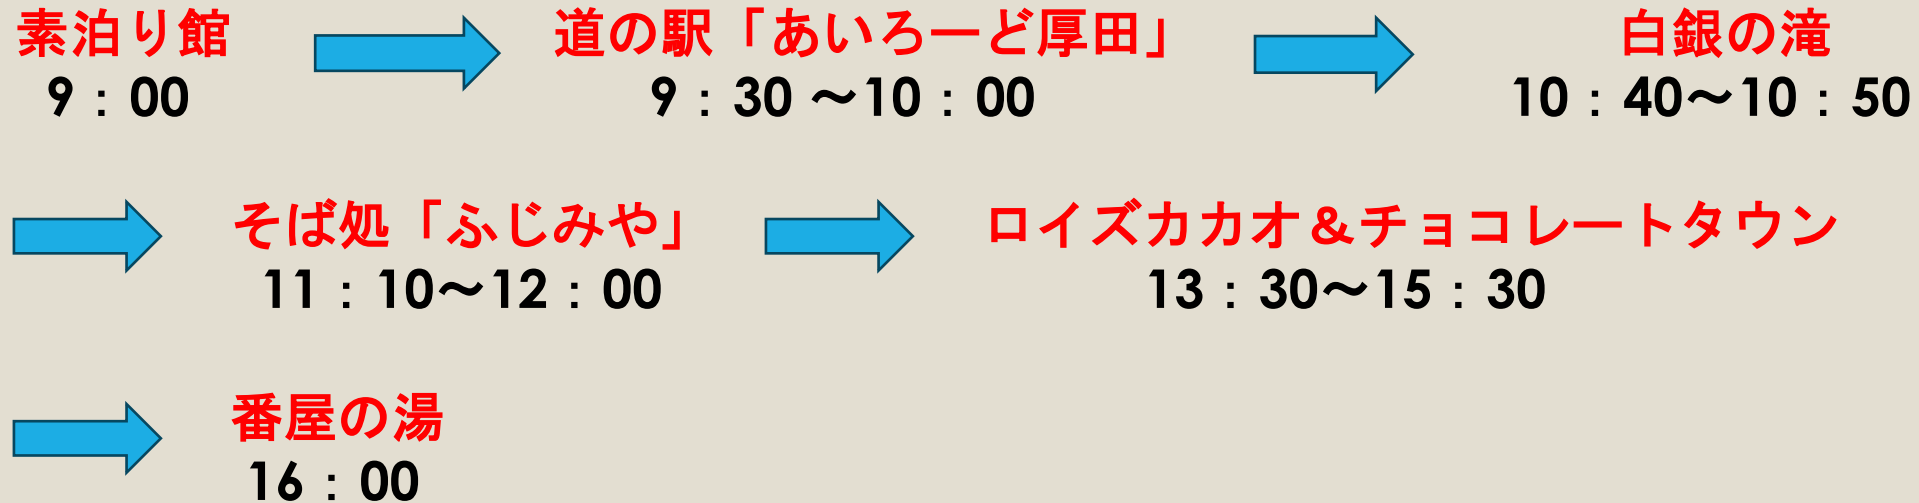 素泊り館
9：00
道の駅「あいろーど厚田」
9：30 ～10：00
白銀の滝
10：40～10：50
そば処「ふじみや」
11：10～12：00
ロイズカカオ＆チョコレートタウン
13：30～15：30
番屋の湯
16：00